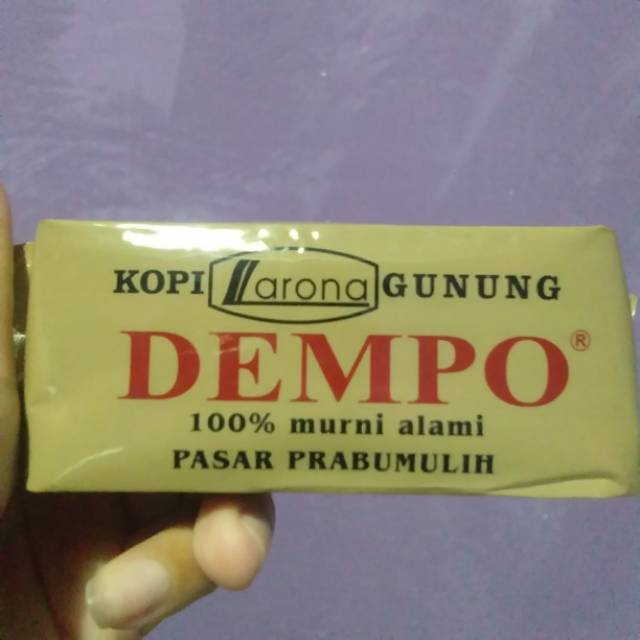 KOPI Larona GUNUNG
DEMPO®
100% murni alami
PASAR PRABUMULIH